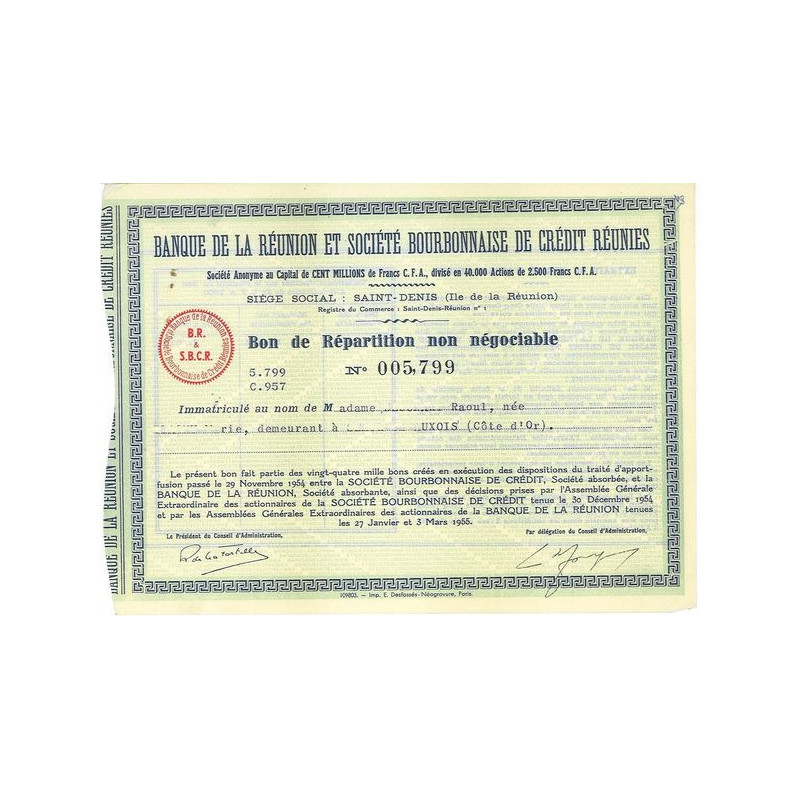 BANQUE DE LA RÉUNION ET SOCIÉTÉ BOURBONNAISE DE CRÉDIT RÉUNIES
Société Anonyme au Capital de CENT MILLIONS de Francs C.F.A., divisé en 40.000 Actions de 2.500 Francs C.F.A.
SIÈGE SOCIAL : SAINT-DENIS (Ile de la Réunion)
Registre du Commerce : Saint-Denis-Réunion n° 1
Banque de la Réunion
B.R.
&
S.B.C.R.
Bourbonnaise de Crédit
Bon de Répartition non négociable
5.799
C.957
N° 005,799
Immatriculé au nom de Madame Raoul, née
rie, demeurant à UXOIS (Côte d'Or).
Le présent bon fait partie des vingt-quatre mille bons créés en exécution des dispositions du traité d'apport-
fusion passé le 29 Novembre 1954 entre la SOCIÉTÉ BOURBONNAISE DE CRÉDIT, Société absorbée, et la
BANQUE DE LA RÉUNION, Société absorbante, ainsi que des décisions prises par l'Assemblée Générale
Extraordinaire des actionnaires de la SOCIÉTÉ BOURBONNAISE DE CRÉDIT tenue le 30 Décembre 1954
et par les Assemblées Générales Extraordinaires des actionnaires de la BANQUE DE LA RÉUNION tenues
les 27 Janvier et 3 Mars 1955.
Le Président du Conseil d'Administration,
Par délégation du Conseil d'Administration,
109803. — Imp. E. Desfossés-Néogravure, Paris